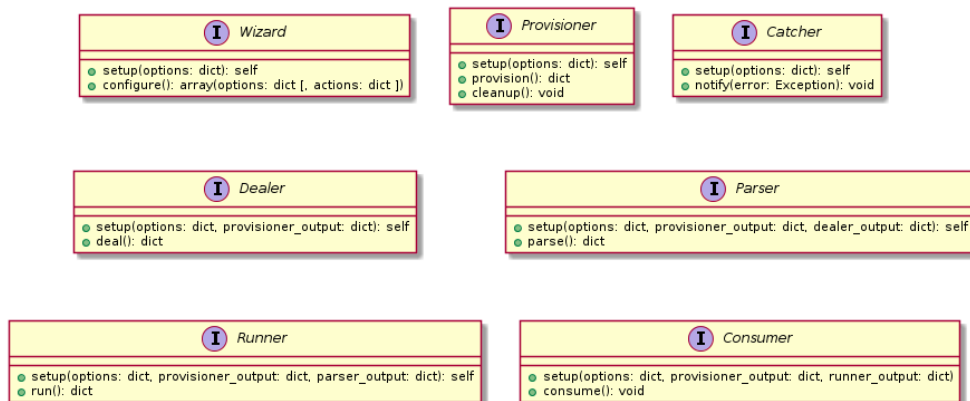 I Wizard
setup(options: dict): self
configure(): array(options: dict [, actions: dict ])
I Provisioner
setup(options: dict): self
provision(): dict
cleanup(): void
I Catcher
setup(options: dict): self
notify(error: Exception): void
I Dealer
setup(options: dict, provisioner_output: dict): self
deal(): dict
I Parser
setup(options: dict, provisioner_output: dict, dealer_output: dict): self
parse(): dict
I Runner
setup(options: dict, provisioner_output: dict, parser_output: dict): self
run(): dict
I Consumer
setup(options: dict, provisioner_output: dict, runner_output: dict)
consume(): void